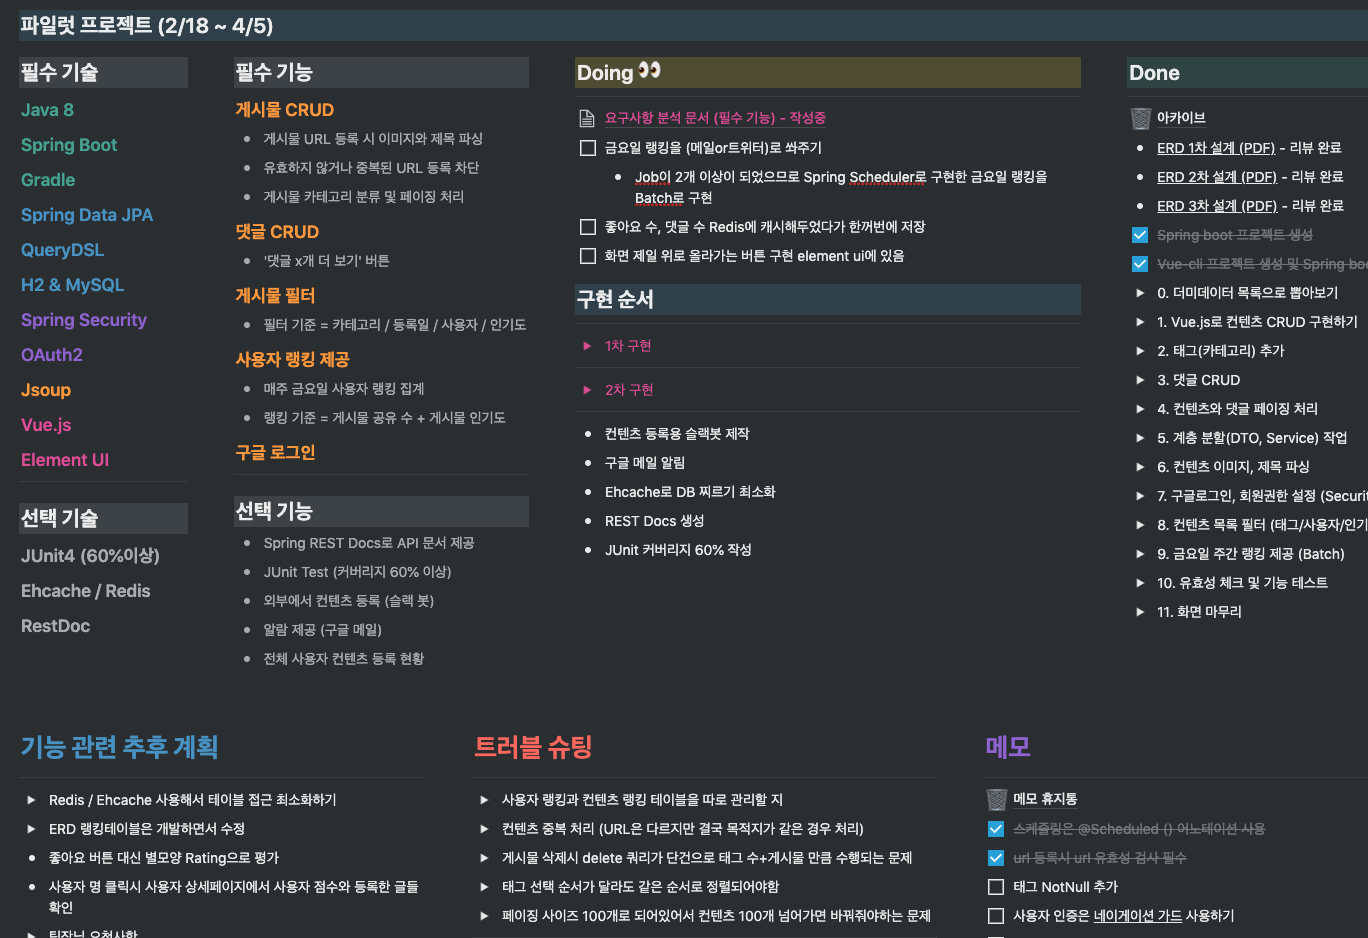 파일럿 프로젝트 (2/18 ~ 4/5)
필수 기술
Java 8
Spring Boot
Gradle
Spring Data JPA
QueryDSL
H2 & MySQL
Spring Security
OAuth2
Jsoup
Vue.js
Element UI
선택 기술
JUnit4 (60%이상)
Ehcache / Redis
RestDoc
필수 기능
게시물 CRUD
게시물 URL 등록 시 이미지와 제목 파싱
유효하지 않거나 중복된 URL 등록 차단
게시물 카테고리 분류 및 페이징 처리
댓글 CRUD
'댓글 x개 더 보기' 버튼
게시물 필터
필터 기준 = 카테고리 / 등록일 / 사용자 / 인기도
사용자 랭킹 제공
매주 금요일 사용자 랭킹 집계
랭킹 기준 = 게시물 공유 수 + 게시물 인기도
구글 로그인
선택 기능
Spring REST Docs로 API 문서 제공
JUnit Test (커버리지 60% 이상)
외부에서 컨텐츠 등록 (슬랙 봇)
알람 제공 (구글 메일)
전체 사용자 컨텐츠 등록 현황
Doing 👀
요구사항 분석 문서 (필수 기능) - 작성중
금요일 랭킹을 (메일or트위터)로 쏴주기
Job이 2개 이상이 되었으므로 Spring Scheduler로 구현한 금요일 랭킹을
Batch로 구현
좋아요 수, 댓글 수 Redis에 캐시해두었다가 한꺼번에 저장
화면 제일 위로 올라가는 버튼 구현 element ui에 있음
구현 순서
1차 구현
2차 구현
컨텐츠 등록용 슬랙봇 제작
구글 메일 알림
Ehcache로 DB 찌르기 최소화
REST Docs 생성
JUnit 커버리지 60% 작성
Done
아카이브
ERD 1차 설계 (PDF) - 리뷰 완료
ERD 2차 설계 (PDF) - 리뷰 완료
ERD 3차 설계 (PDF) - 리뷰 완료
Spring boot 프로젝트 생성
Vue-cli 프로젝트 생성 및 Spring boo
0. 더미데이터 목록으로 뽑아보기
1. Vue.js로 컨텐츠 CRUD 구현하기
2. 태그(카테고리) 추가
3. 댓글 CRUD
4. 컨텐츠와 댓글 페이징 처리
5. 계층 분할(DTO, Service) 작업
6. 컨텐츠 이미지, 제목 파싱
7. 구글로그인, 회원권한 설정 (Securit
8. 컨텐츠 목록 필터 (태그/사용자/인기
9. 금요일 주간 랭킹 제공 (Batch)
10. 유효성 체크 및 기능 테스트
11. 화면 마무리
기능 관련 추후 계획
Redis / Ehcache 사용해서 테이블 접근 최소화하기
ERD 랭킹테이블은 개발하면서 수정
좋아요 버튼 대신 별모양 Rating으로 평가
사용자 명 클릭시 사용자 상세페이지에서 사용자 점수와 등록한 글들
확인
팀장님 요청사항
트러블 슈팅
사용자 랭킹과 컨텐츠 랭킹 테이블을 따로 관리할 지
컨텐츠 중복 처리 (URL은 다르지만 결국 목적지가 같은 경우 처리)
게시물 삭제시 delete 쿼리가 단건으로 태그 수+게시물 만큼 수행되는 문제
태그 선택 순서가 달라도 같은 순서로 정렬되어야함
페이징 사이즈 100개로 되어있어서 컨텐츠 100개 넘어가면 바꿔줘야하는 문제
메모
메모 휴지통
스케줄링은 @Scheduled () 어노테이션 사용
url 등록시 url 유효성 검사 필수
태그 NotNull 추가
사용자 인증은 네이게이션 가드 사용하기